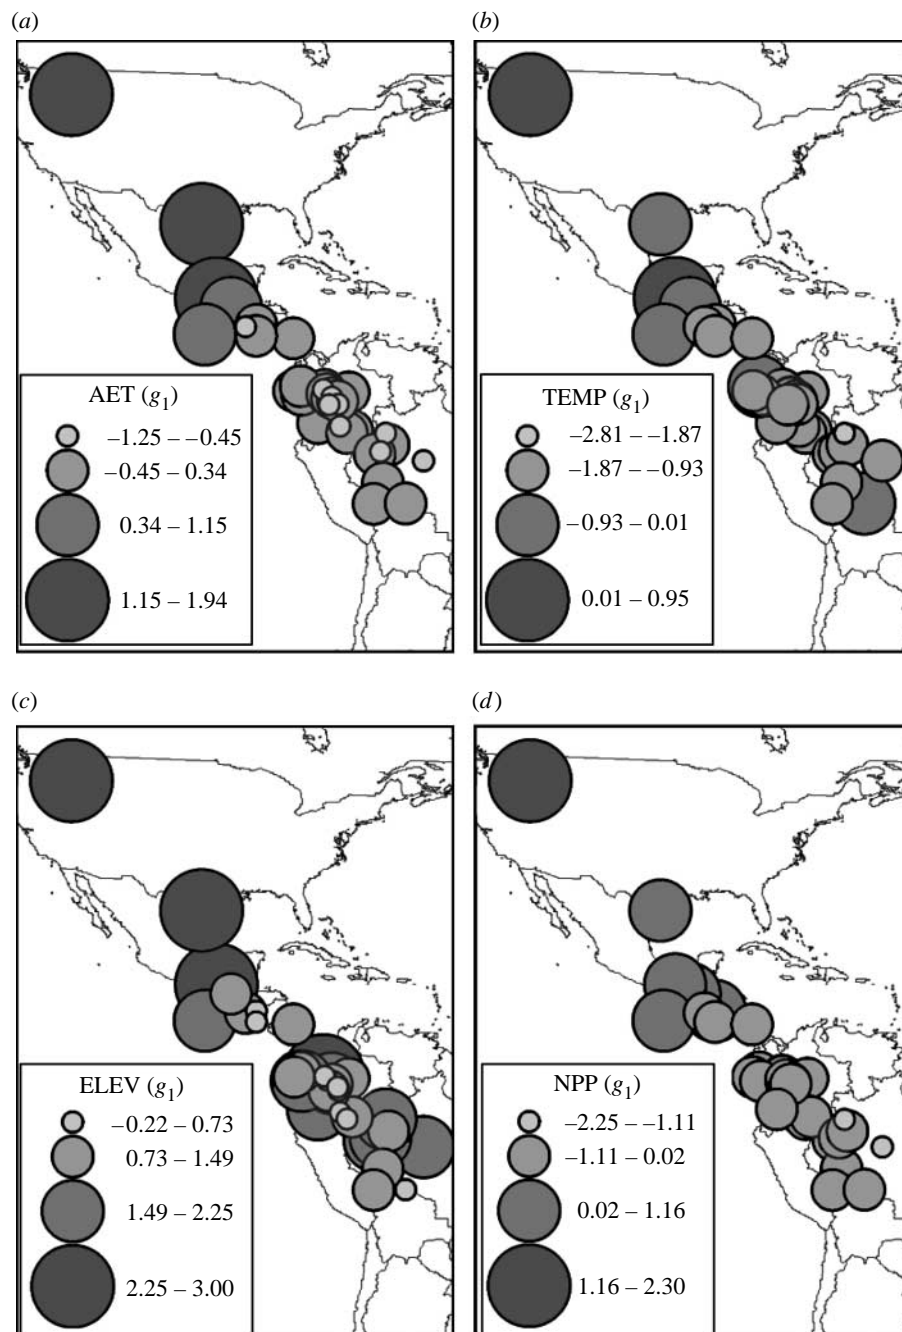 (a)
(b)
AET (g1)
−1.25 – −0.45
−0.45 – 0.34
0.34 – 1.15
1.15 – 1.94
TEMP (g1)
−2.81 – −1.87
−1.87 – −0.93
−0.93 – 0.01
0.01 – 0.95
(c)
(d)
ELEV (g1)
−0.22 – 0.73
0.73 – 1.49
1.49 – 2.25
2.25 – 3.00
NPP (g1)
−2.25 – −1.11
−1.11 – 0.02
0.02 – 1.16
1.16 – 2.30